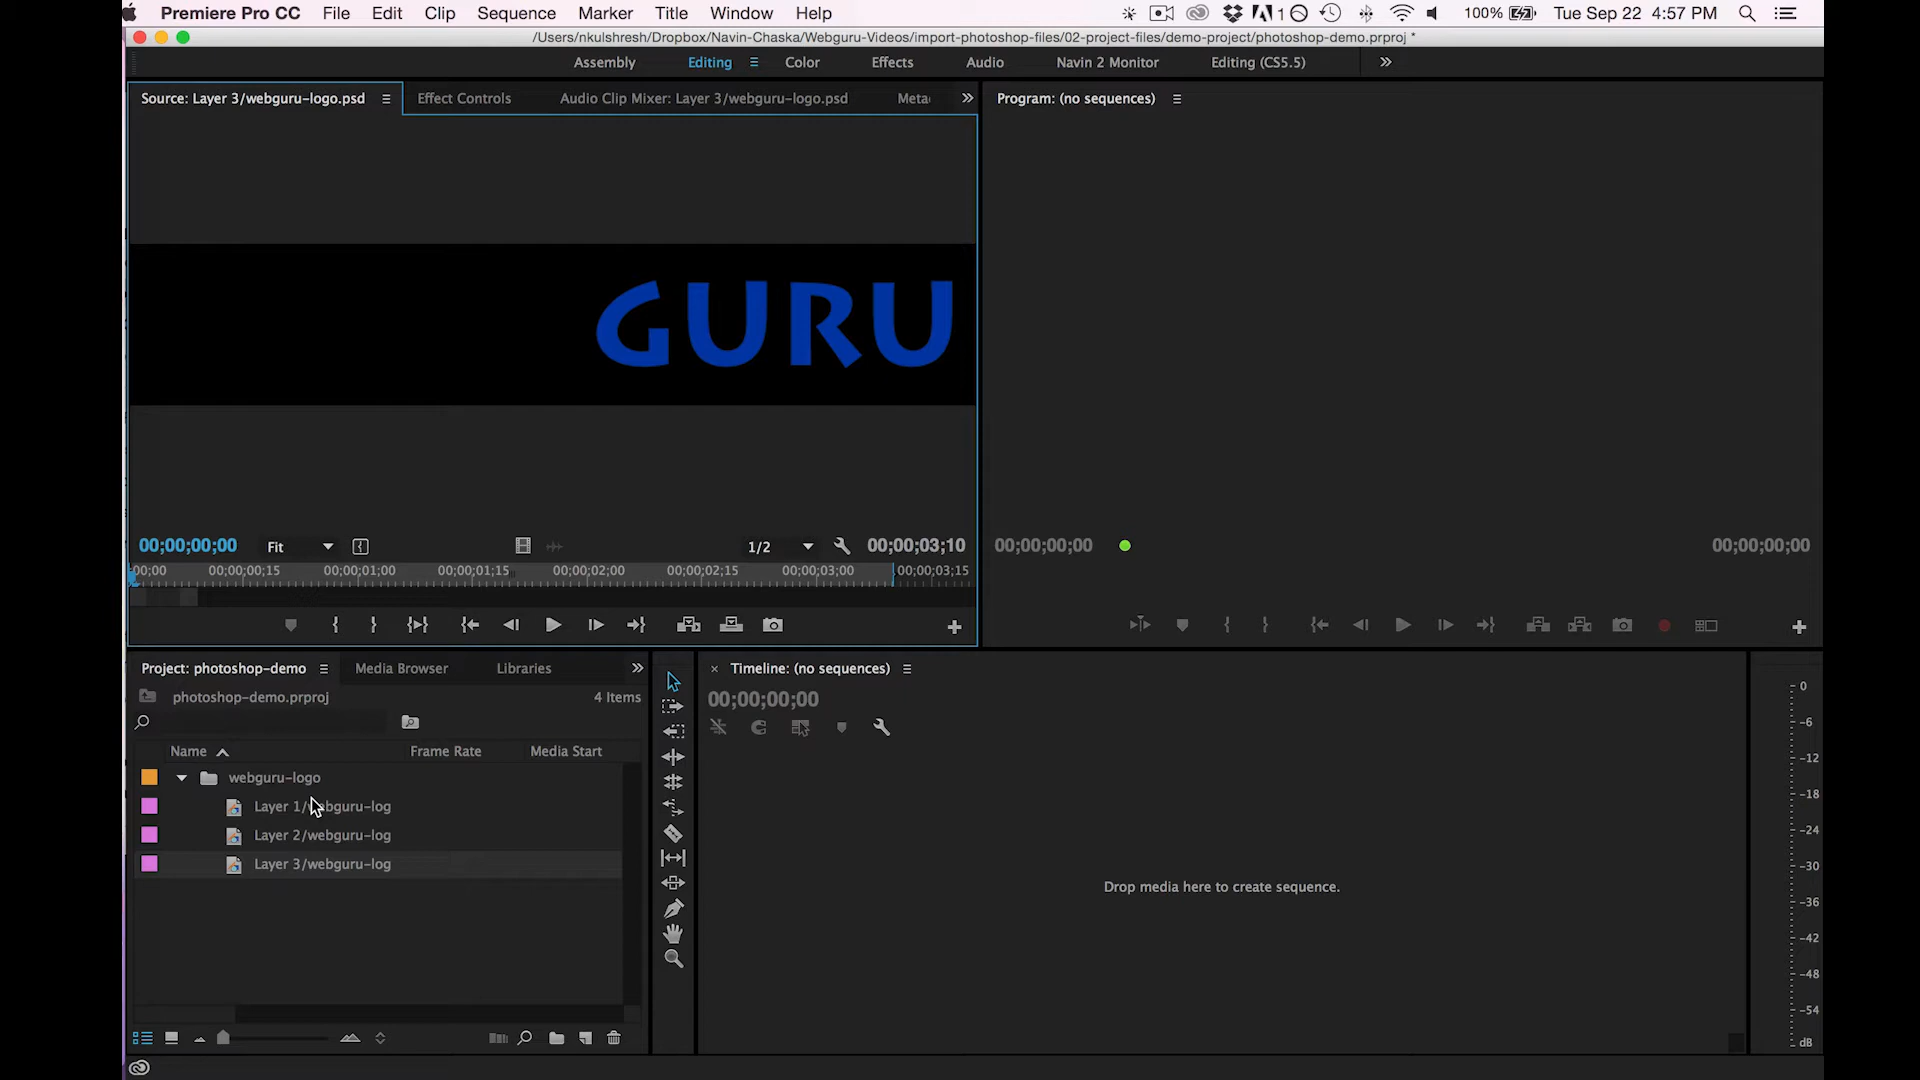 Premiere Pro CC File Edit Clip Sequence Marker Title Window Help 1 100% Tue Sep 22 4:57 PM
/Users/nkulshresh/Dropbox/Navin-Chaska/Webguru-Videos/import-photoshop-files/02-project-files/demo-project/photoshop-demo.prproj *
Assembly Editing Color Effects Audio Navin 2 Monitor Editing (CS5.5)
Source: Layer 3/webguru-logo.psd Effect Controls Audio Clip Mixer: Layer 3/webguru-logo.psd Meta
Program: (no sequences)
GURU
00;00;00;00 Fit 1/2 00;00;03;10
00;00;00;00 00;00;00;00
00;00 00;00;00;15 00;00;01;00 00;00;01;15 00;00;02;00 00;00;02;15 00;00;03;00 00;00;03;15
Project: photoshop-demo Media Browser Libraries
photoshop-demo.prproj 4 Items
Name Frame Rate Media Start
webguru-logo
Layer 1/webguru-log
Layer 2/webguru-log
Layer 3/webguru-log
Timeline: (no sequences)
00;00;00;00
Drop media here to create sequence.
0
-6
-12
-18
-24
-30
-36
-42
-48
-54
dB